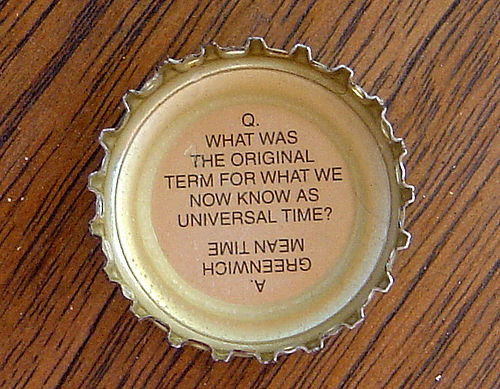 Q.
WHAT WAS
THE ORIGINAL
TERM FOR WHAT WE
NOW KNOW AS
UNIVERSAL TIME?
A.
GREENWICH
MEAN TIME